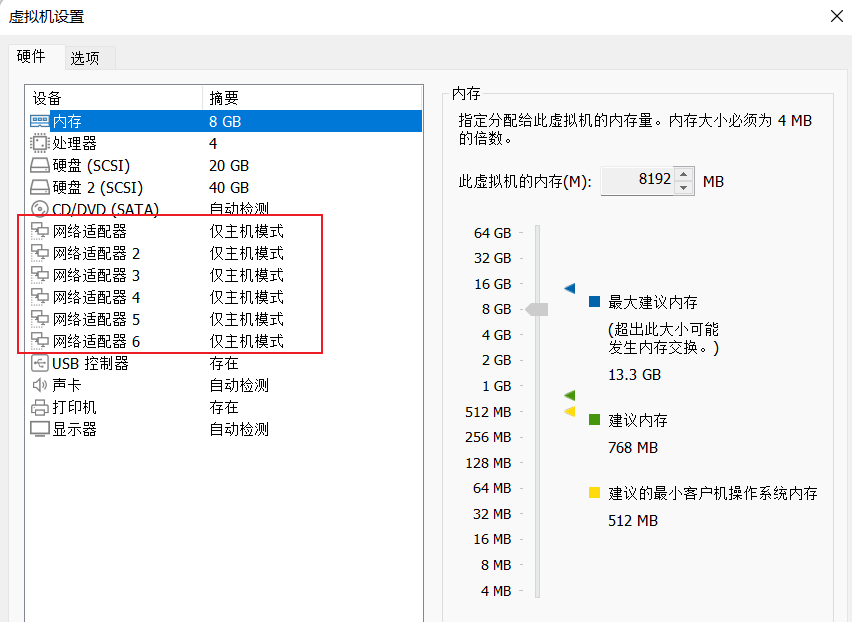 虚拟机设置
硬件 选项
设备 摘要
内存 8 GB
处理器 4
硬盘 (SCSI) 20 GB
硬盘 2 (SCSI) 40 GB
CD/DVD (SATA) 自动检测
网络适配器 仅主机模式
网络适配器 2 仅主机模式
网络适配器 3 仅主机模式
网络适配器 4 仅主机模式
网络适配器 5 仅主机模式
网络适配器 6 仅主机模式
USB 控制器 存在
声卡 自动检测
打印机 存在
显示器 自动检测
内存
指定分配给此虚拟机的内存量。内存大小必须为 4 MB
的倍数。
此虚拟机的内存(M): 8192 MB
64 GB
32 GB
16 GB
8 GB
4 GB
2 GB
1 GB
512 MB
256 MB
128 MB
64 MB
32 MB
16 MB
8 MB
4 MB
最大建议内存
(超出此大小可能
发生内存交换。)
13.3 GB
建议内存
768 MB
建议的最小客户机操作系统内存
512 MB